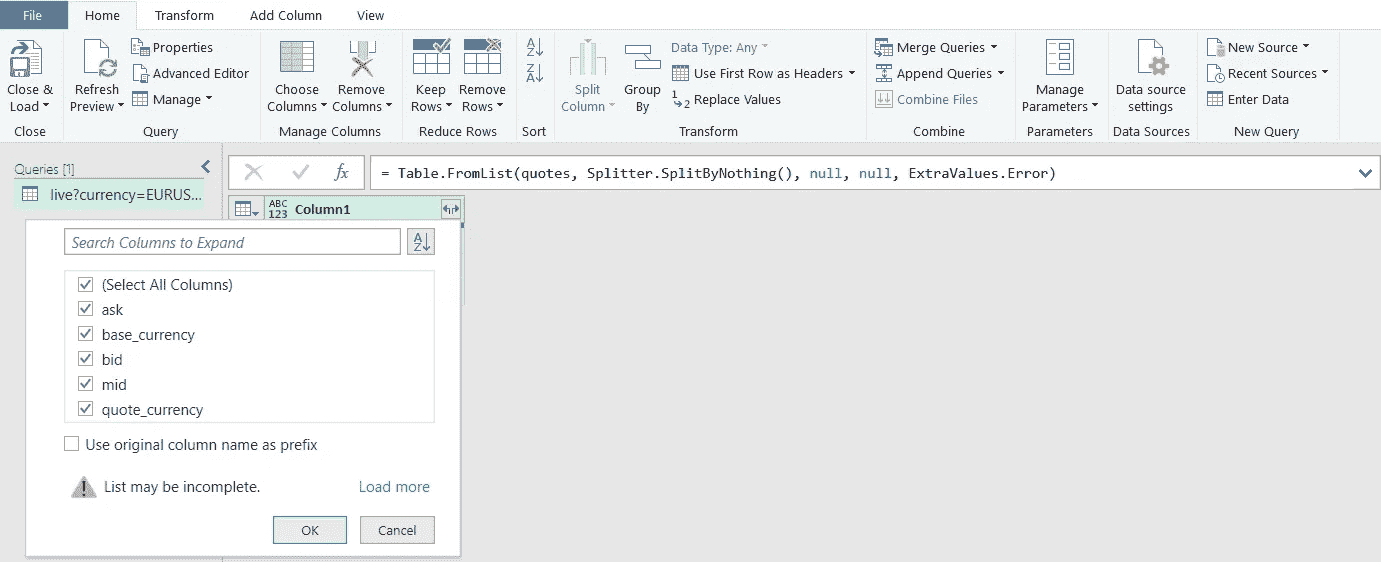 File Home Transform Add Column View
Close & Load
Refresh Preview
Properties
Advanced Editor
Manage
Choose Columns
Remove Columns
Keep Rows
Remove Rows
A
Z
Z
A
Split Column
Group By
Data Type: Any
Use First Row as Headers
1
2 Replace Values
Merge Queries
Append Queries
Combine Files
Manage Parameters
Data source settings
New Source
Recent Sources
Enter Data
Close Query Manage Columns Reduce Rows Sort Transform Combine Parameters Data Sources New Query
Queries [1]
live?currency=EURUS...
fx = Table.FromList(quotes, Splitter.SplitByNothing(), null, null, ExtraValues.Error)
ABC
123 Column1
Search Columns to Expand
A
Z
(Select All Columns)
ask
base_currency
bid
mid
quote_currency
Use original column name as prefix
List may be incomplete. Load more
OK Cancel